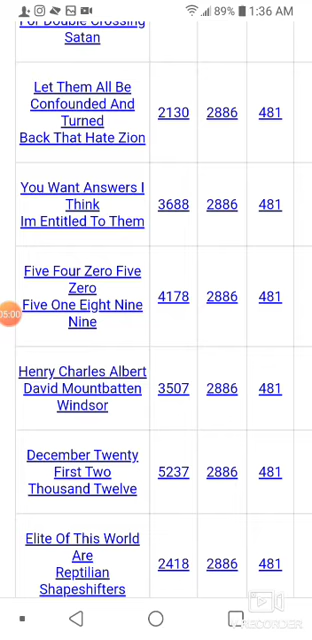 89% 1:36 AM
For Double Crossing
Satan
Let Them All Be
Confounded And
Turned
Back That Hate Zion
2130 2886 481
You Want Answers I
Think
Im Entitled To Them
3688 2886 481
Five Four Zero Five
Zero
Five One Eight Nine
Nine
4178 2886 481
05:00
Henry Charles Albert
David Mountbatten
Windsor
3507 2886 481
December Twenty
First Two
Thousand Twelve
5237 2886 481
Elite Of This World
Are
Reptilian
Shapeshifters
2418 2886 481
RECORDER